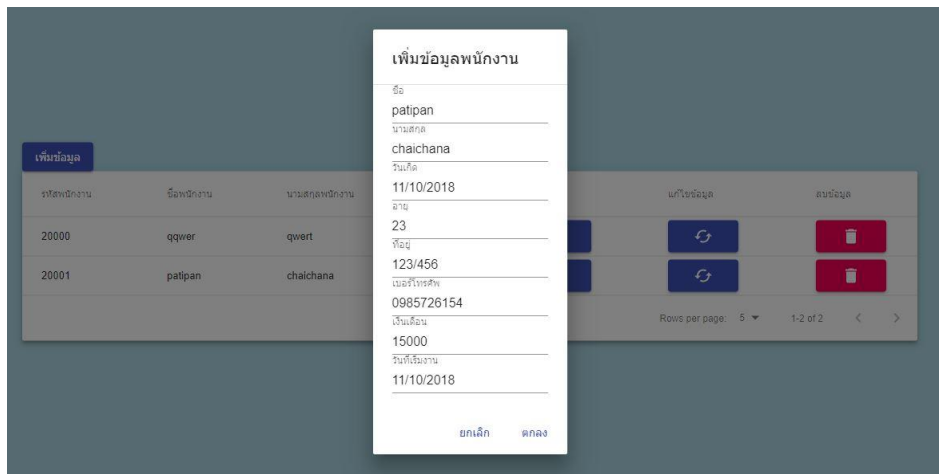 เพิ่มข้อมูลพนักงาน
ชื่อ
patipan
นามสกุล
chaichana
วันเกิด
11/10/2018
อายุ
23
ที่อยู่
123/456
เบอร์โทรศัพ
0985726154
เงินเดือน
15000
วันที่เริ่มงาน
11/10/2018
ยกเลิก ตกลง
เพิ่มข้อมูล
รหัสพนักงาน ชื่อพนักงาน นามสกุลพนักงาน แก้ไขข้อมูล ลบข้อมูล
20000 qqwer qwert
20001 patipan chaichana
Rows per page: 5 1-2 of 2